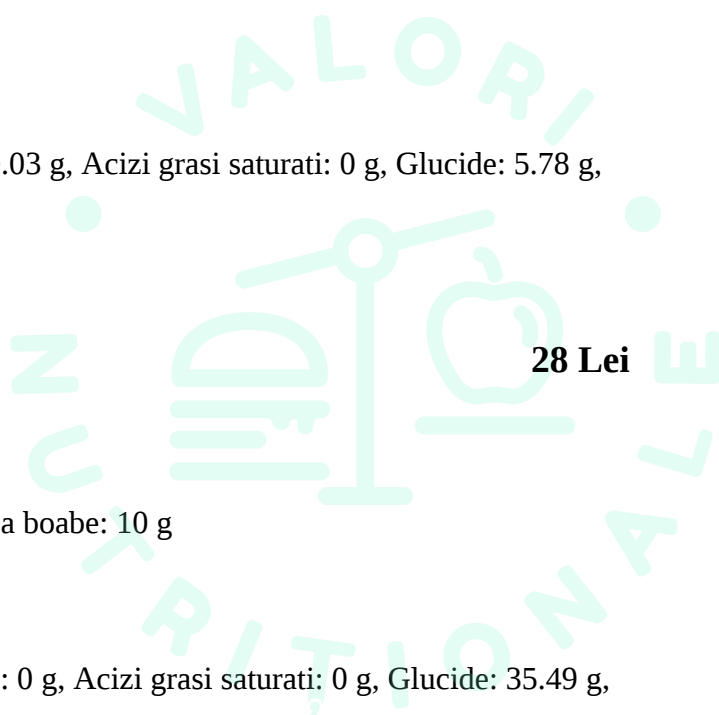 VALORI
.03 g, Acizi grasi saturati: 0 g, Glucide: 5.78 g,
28 Lei
a boabe: 10 g
: 0 g, Acizi grasi saturati: 0 g, Glucide: 35.49 g,
NUTRIȚIONALE